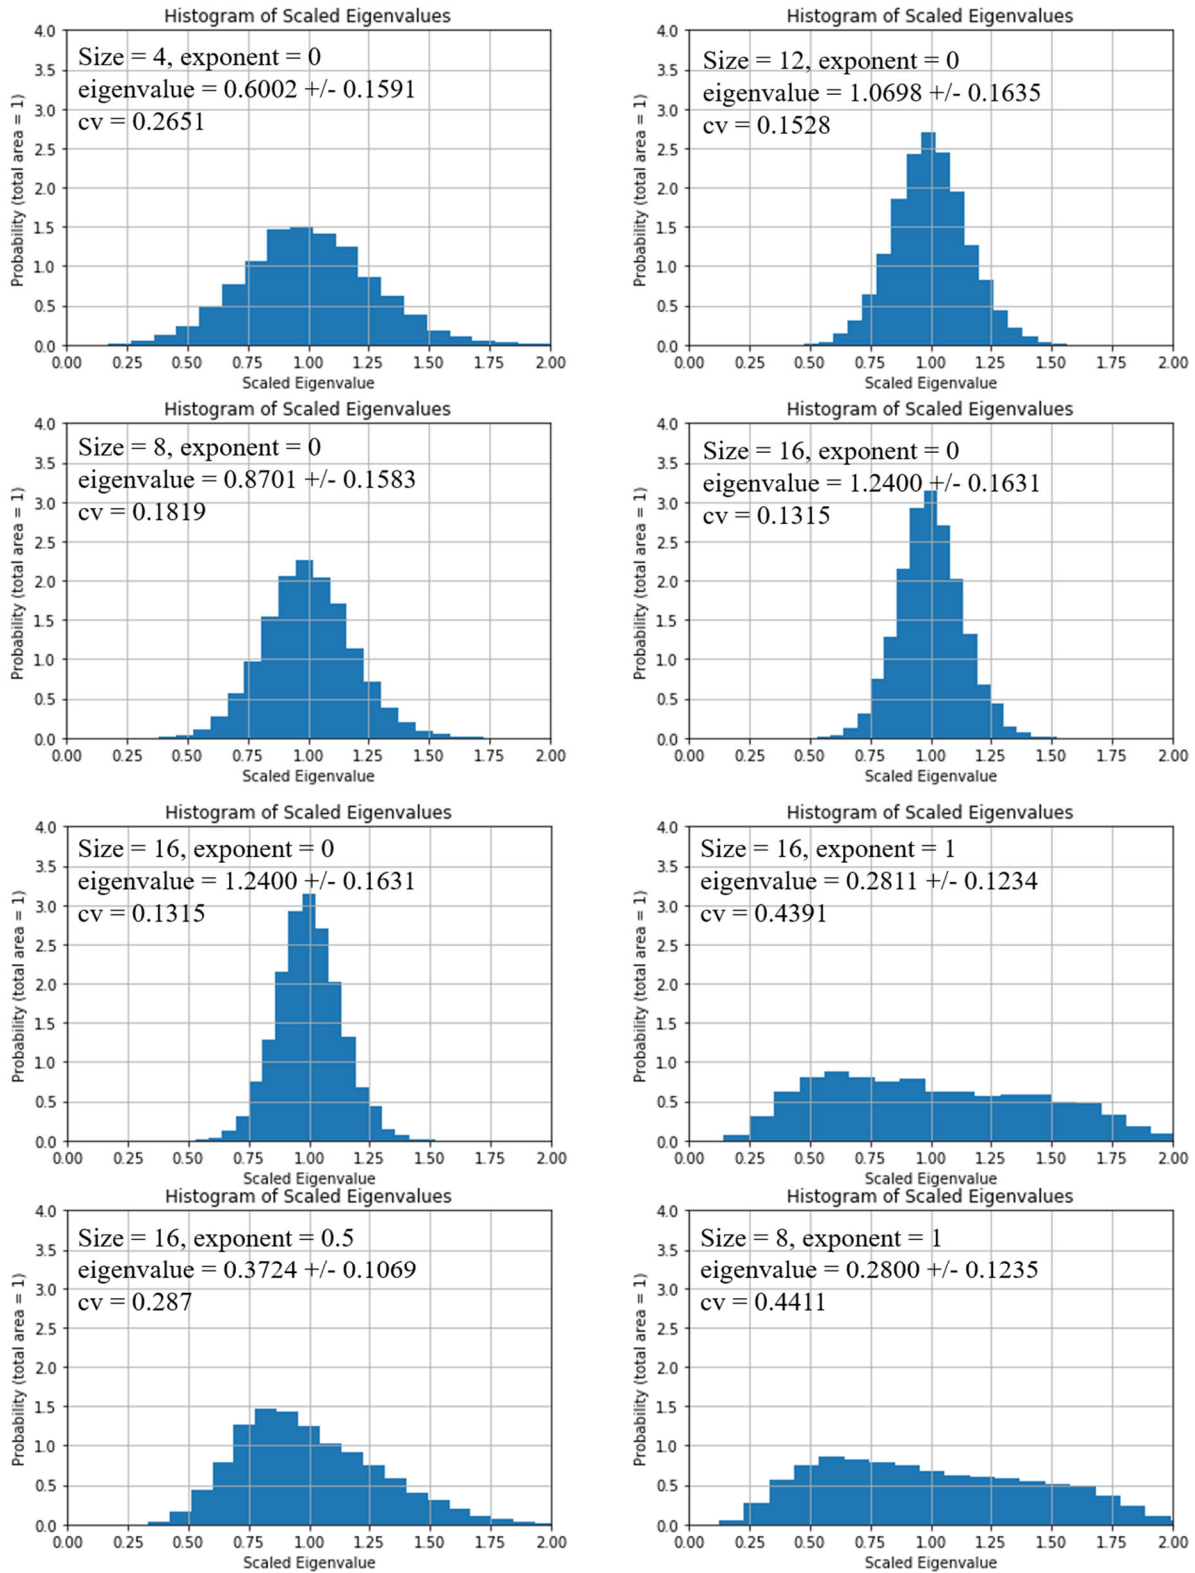 Histogram of Scaled Eigenvalues
Size = 4, exponent = 0
eigenvalue = 0.6002 +/- 0.1591
cv = 0.2651
Probability (total area = 1)
4.0
3.5
3.0
2.5
2.0
1.5
1.0
0.5
0.0
0.00 0.25 0.50 0.75 1.00 1.25 1.50 1.75 2.00
Scaled Eigenvalue
Histogram of Scaled Eigenvalues
Size = 12, exponent = 0
eigenvalue = 1.0698 +/- 0.1635
cv = 0.1528
Probability (total area = 1)
4.0
3.5
3.0
2.5
2.0
1.5
1.0
0.5
0.0
0.00 0.25 0.50 0.75 1.00 1.25 1.50 1.75 2.00
Scaled Eigenvalue
Histogram of Scaled Eigenvalues
Size = 8, exponent = 0
eigenvalue = 0.8701 +/- 0.1583
cv = 0.1819
Probability (total area = 1)
4.0
3.5
3.0
2.5
2.0
1.5
1.0
0.5
0.0
0.00 0.25 0.50 0.75 1.00 1.25 1.50 1.75 2.00
Scaled Eigenvalue
Histogram of Scaled Eigenvalues
Size = 16, exponent = 0
eigenvalue = 1.2400 +/- 0.1631
cv = 0.1315
Probability (total area = 1)
4.0
3.5
3.0
2.5
2.0
1.5
1.0
0.5
0.0
0.00 0.25 0.50 0.75 1.00 1.25 1.50 1.75 2.00
Scaled Eigenvalue
Histogram of Scaled Eigenvalues
Size = 16, exponent = 0
eigenvalue = 1.2400 +/- 0.1631
cv = 0.1315
Probability (total area = 1)
4.0
3.5
3.0
2.5
2.0
1.5
1.0
0.5
0.0
0.00 0.25 0.50 0.75 1.00 1.25 1.50 1.75 2.00
Scaled Eigenvalue
Histogram of Scaled Eigenvalues
Size = 16, exponent = 1
eigenvalue = 0.2811 +/- 0.1234
cv = 0.4391
Probability (total area = 1)
4.0
3.5
3.0
2.5
2.0
1.5
1.0
0.5
0.0
0.00 0.25 0.50 0.75 1.00 1.25 1.50 1.75 2.00
Scaled Eigenvalue
Histogram of Scaled Eigenvalues
Size = 16, exponent = 0.5
eigenvalue = 0.3724 +/- 0.1069
cv = 0.287
Probability (total area = 1)
4.0
3.5
3.0
2.5
2.0
1.5
1.0
0.5
0.0
0.00 0.25 0.50 0.75 1.00 1.25 1.50 1.75 2.00
Scaled Eigenvalue
Histogram of Scaled Eigenvalues
Size = 8, exponent = 1
eigenvalue = 0.2800 +/- 0.1235
cv = 0.4411
Probability (total area = 1)
4.0
3.5
3.0
2.5
2.0
1.5
1.0
0.5
0.0
0.00 0.25 0.50 0.75 1.00 1.25 1.50 1.75 2.00
Scaled Eigenvalue